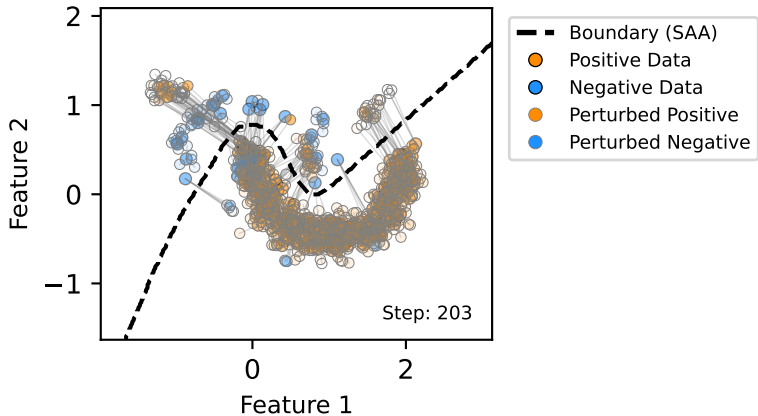 2
1
0
−1
Feature 2
0
2
Feature 1
Step: 203
Boundary (SAA)
Positive Data
Negative Data
Perturbed Positive
Perturbed Negative